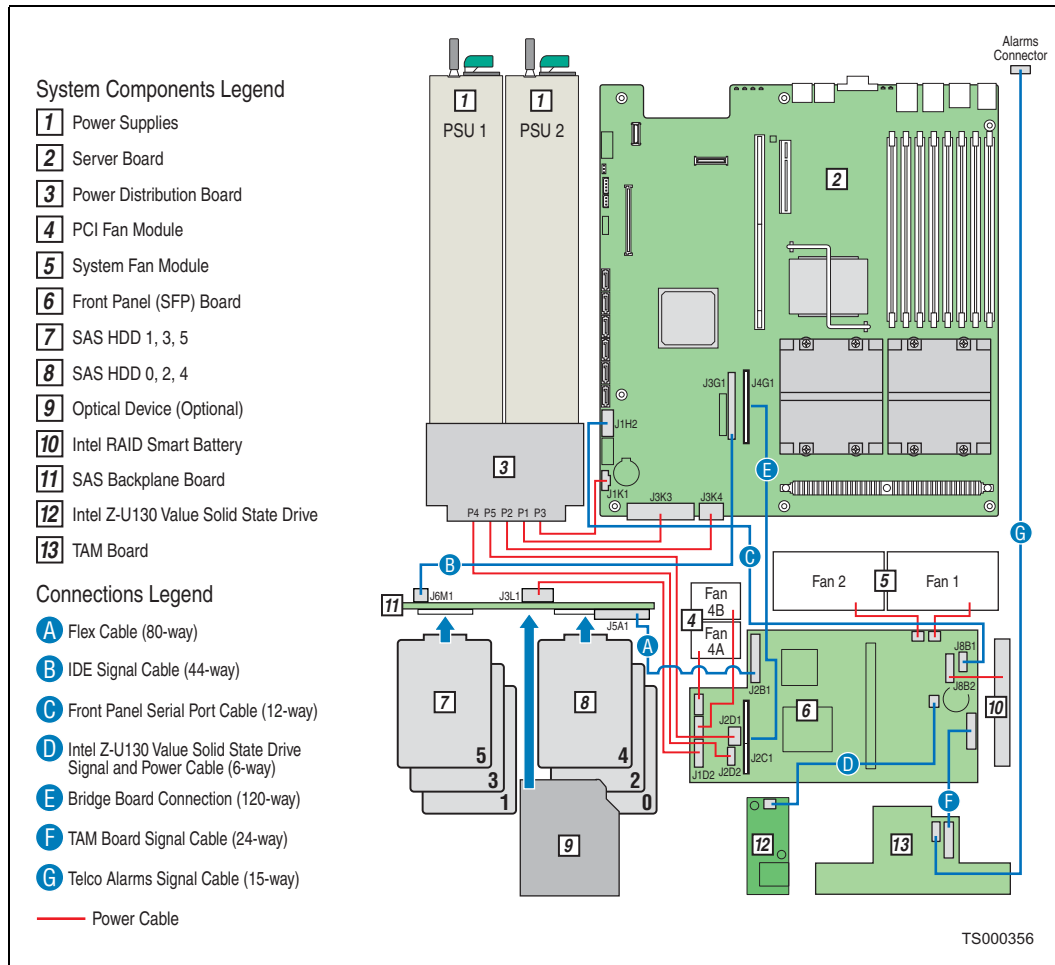 System Components Legend
1 Power Supplies
2 Server Board
3 Power Distribution Board
4 PCI Fan Module
5 System Fan Module
6 Front Panel (SFP) Board
7 SAS HDD 1, 3, 5
8 SAS HDD 0, 2, 4
9 Optical Device (Optional)
10 Intel RAID Smart Battery
11 SAS Backplane Board
12 Intel Z-U130 Value Solid State Drive
13 TAM Board
Connections Legend
A Flex Cable (80-way)
B IDE Signal Cable (44-way)
C Front Panel Serial Port Cable (12-way)
D Intel Z-U130 Value Solid State Drive
Signal and Power Cable (6-way)
E Bridge Board Connection (120-way)
F TAM Board Signal Cable (24-way)
G Telco Alarms Signal Cable (15-way)
Power Cable
Alarms
Connector
1
PSU 1
1
PSU 2
2
J3G1
J4G1
J1H2
E
3
J1K1
J3K3
J3K4
P4 P5 P2 P1 P3
G
C
B
Fan 2
5
Fan 1
11
J6M1
J3L1
J5A1
4
Fan
4B
Fan
4A
A
J2B1
J8B1
J8B2
10
7
5
3
1
8
4
2
0
6
J2D1
J1D2
J2D2
J2C1
D
F
9
12
13
TS000356